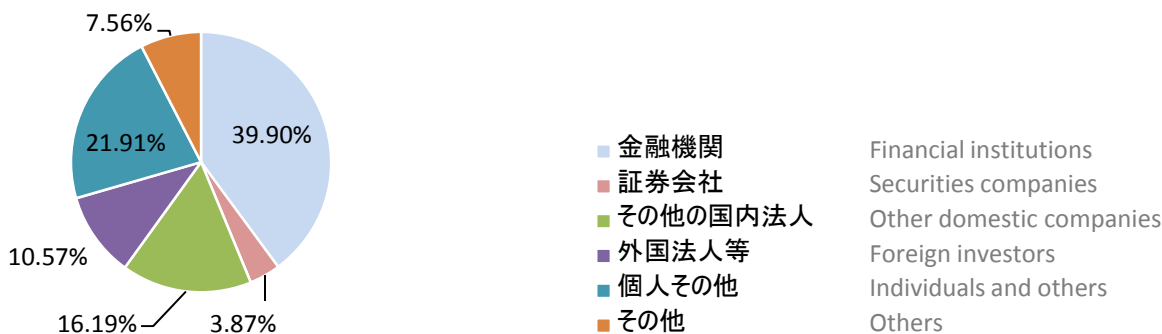 7.56%
39.90%
21.91%
10.57%
16.19%
3.87%
金融機関 Financial institutions
証券会社 Securities companies
その他の国内法人 Other domestic companies
外国法人等 Foreign investors
個人その他 Individuals and others
その他 Others